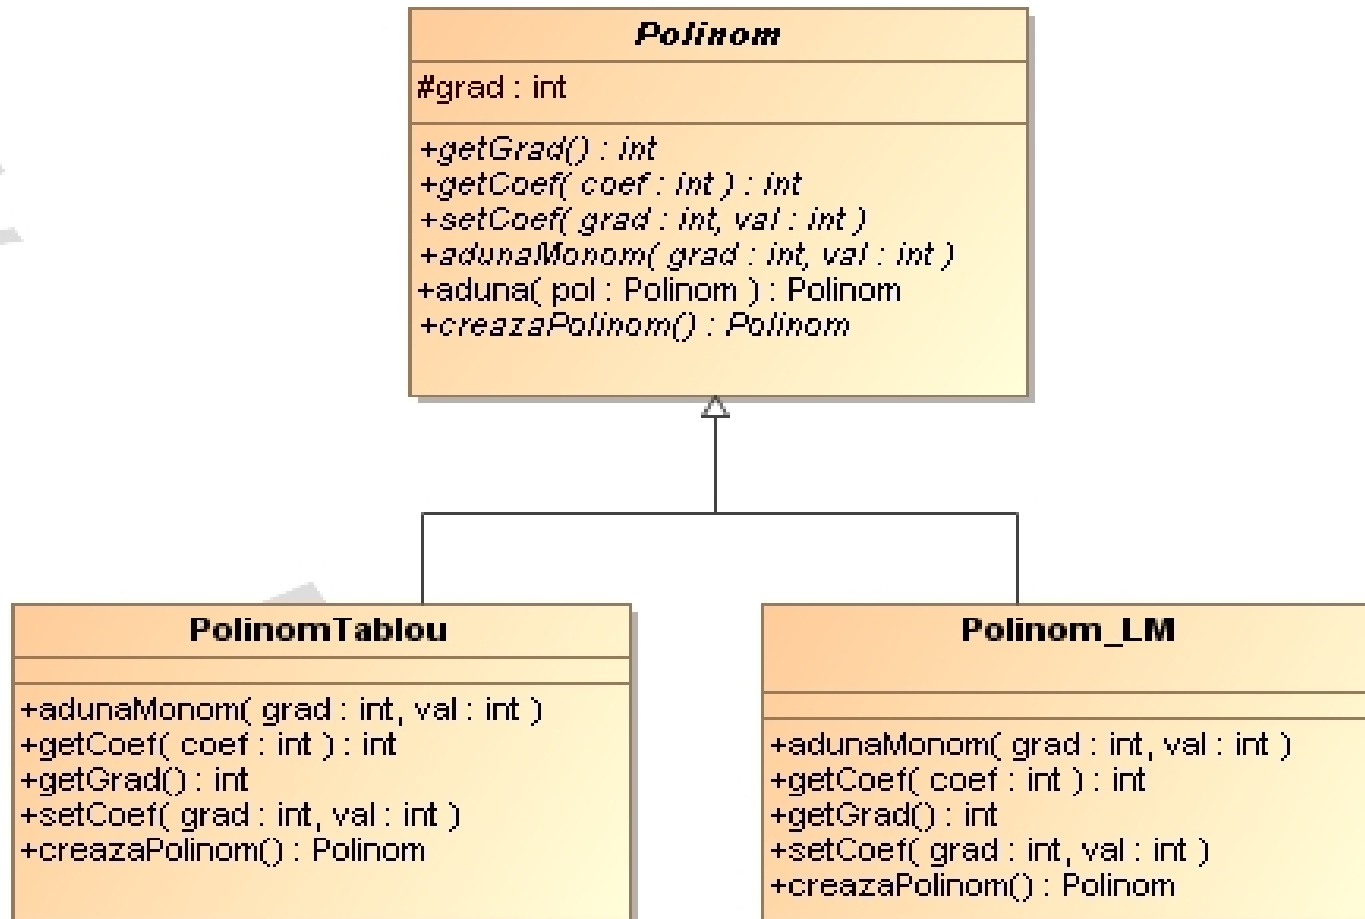 Polinom
#grad : int
+getGrad() : int
+getCoef( coef : int ) : int
+setCoef( grad : int, val : int )
+adunaMonom( grad : int, val : int )
+aduna( pol : Polinom ) : Polinom
+creazaPolinom() : Polinom
PolinomTablou
+adunaMonom( grad : int, val : int )
+getCoef( coef : int ) : int
+getGrad() : int
+setCoef( grad : int, val : int )
+creazaPolinom() : Polinom
Polinom_LM
+adunaMonom( grad : int, val : int )
+getCoef( coef : int ) : int
+getGrad() : int
+setCoef( grad : int, val : int )
+creazaPolinom() : Polinom